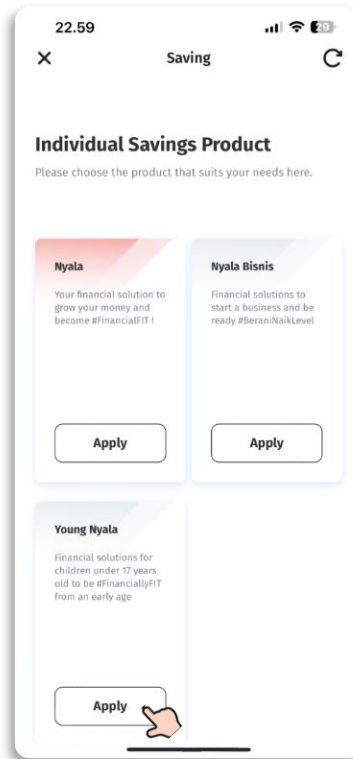 22.59
29
Saving
Individual Savings Product
Please choose the product that suits your needs here.
Nyala
Your financial solution to
grow your money and
become #FinancialFIT !
Apply
Nyala Bisnis
Financial solutions to
start a business and be
ready #BeraniNaikLevel
Apply
Young Nyala
Financial solutions for
children under 17 years
old to be #FinanciallyFIT
from an early age
Apply